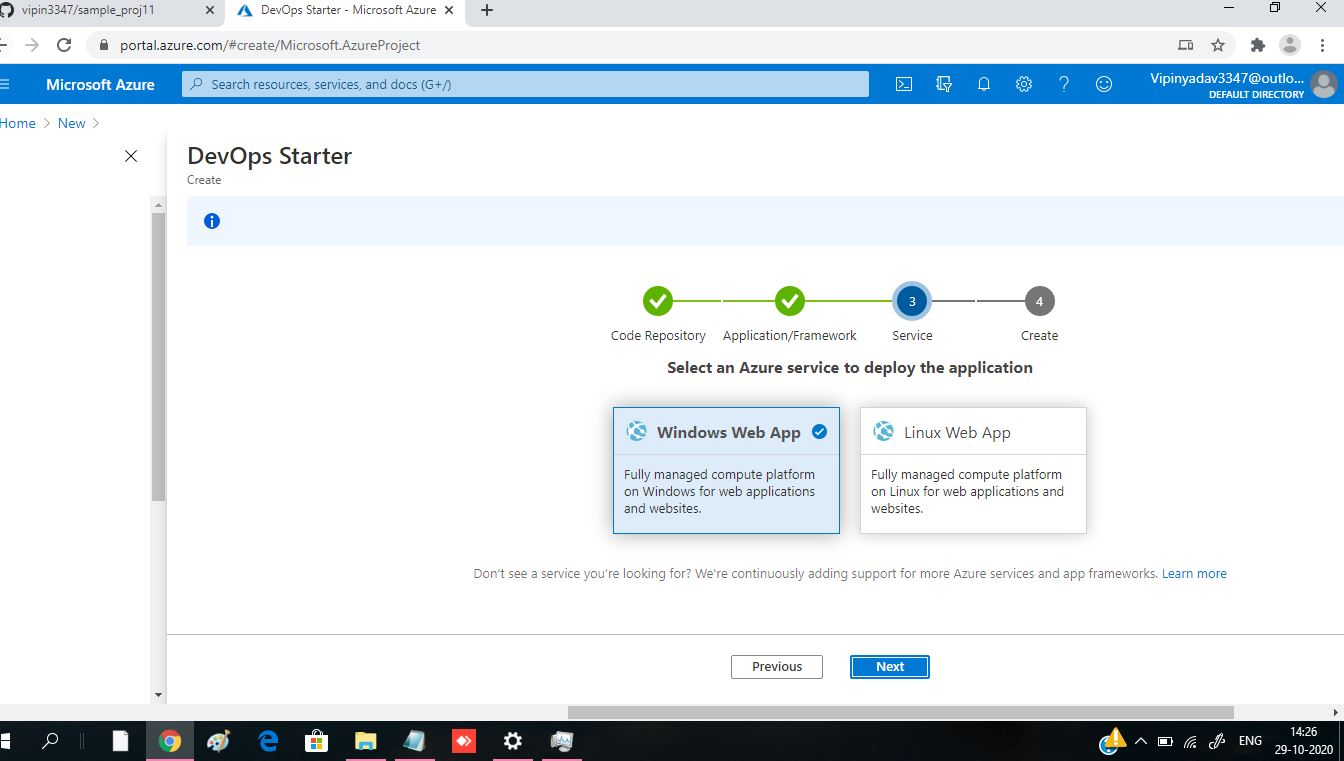 vipin3347/sample_proj11
DevOps Starter - Microsoft Azure
portal.azure.com/#create/Microsoft.AzureProject
Microsoft Azure
Search resources, services, and docs (G+/)
Vipinyadav3347@outlo...
DEFAULT DIRECTORY
Home
New
DevOps Starter
Create
3
4
Code Repository
Application/Framework
Service
Create
Select an Azure service to deploy the application
Windows Web App
Fully managed compute platform
on Windows for web applications
and websites.
Linux Web App
Fully managed compute platform
on Linux for web applications and
websites.
Don't see a service you're looking for? We're continuously adding support for more Azure services and app frameworks. Learn more
Previous
Next
ENG
14:26
29-10-2020